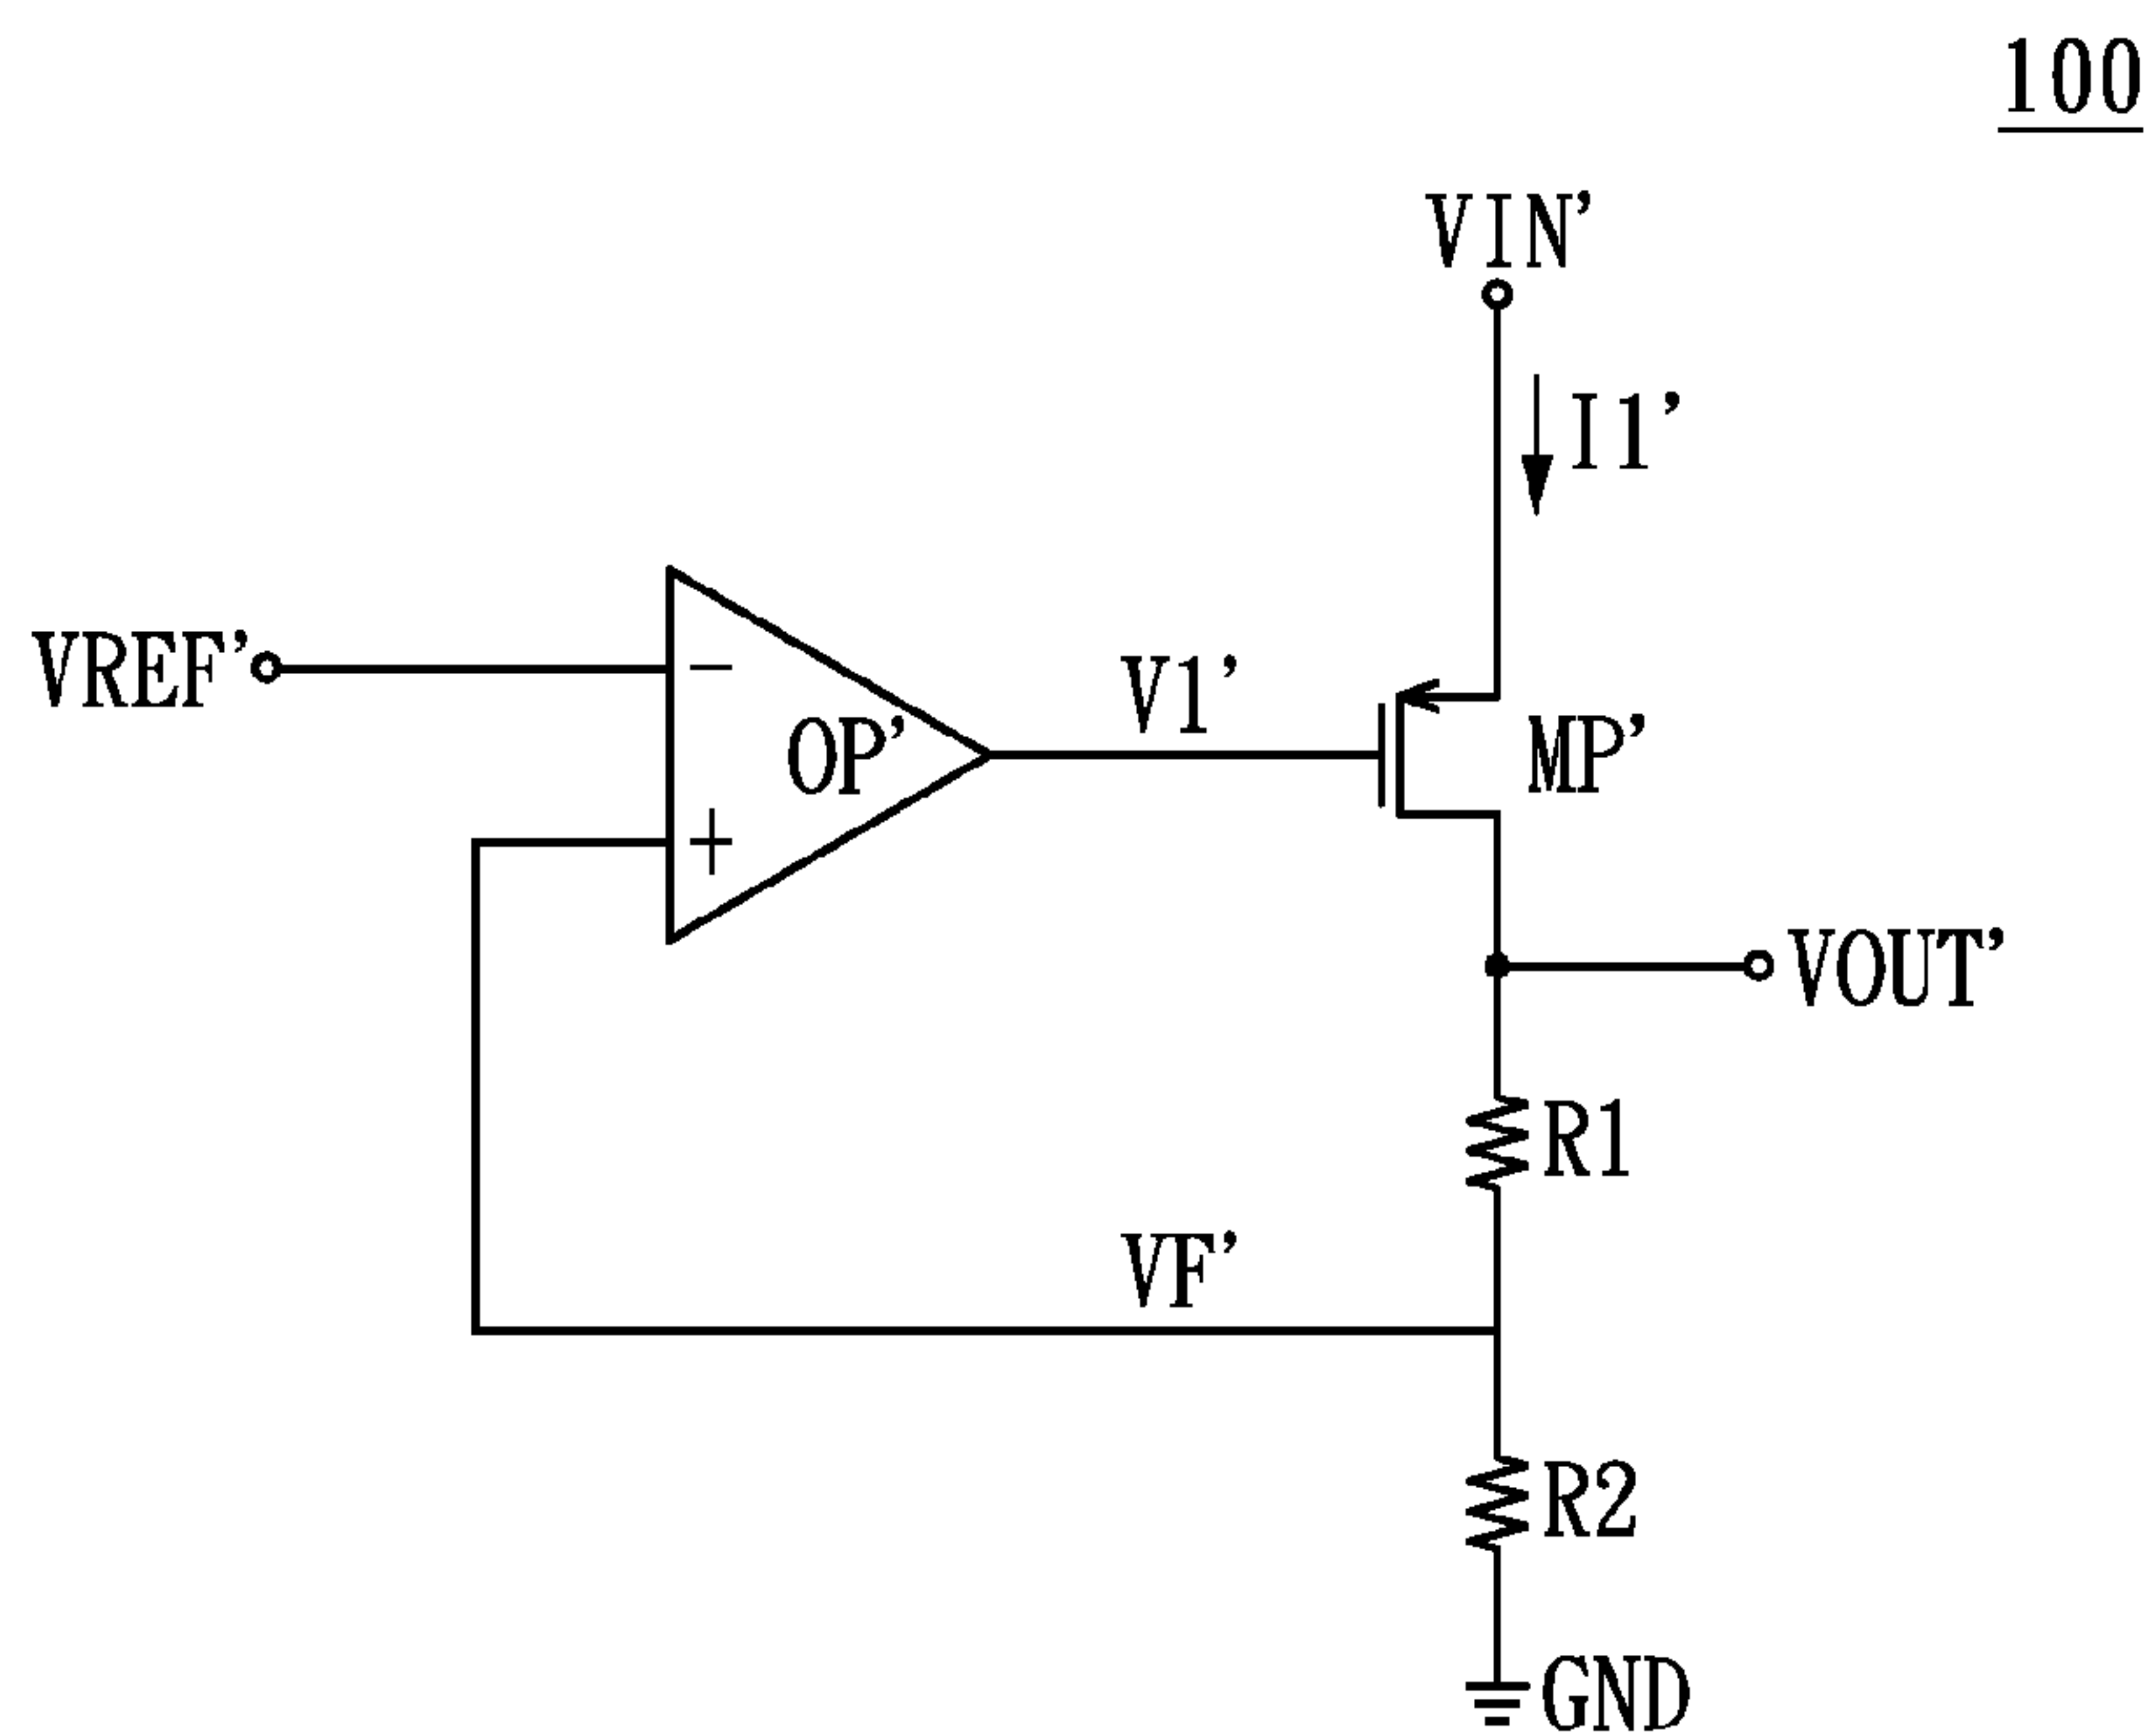 100
VIN'
I1'
VREF'
−
OP'
+
V1'
MP'
VOUT'
R1
VF'
R2
GND